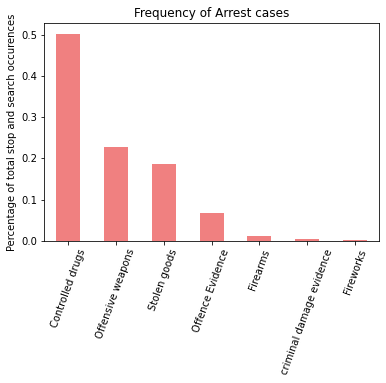 Frequency of Arrest cases
Percentage of total stop and search occurences
0.5
0.4
0.3
0.2
0.1
0.0
Controlled drugs
Offensive weapons
Stolen goods
Offence Evidence
Firearms
criminal damage evidence
Fireworks